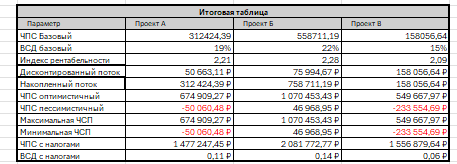 Итоговая таблица
Параметр Проект А Проект Б Проект В
ЧПС Базовый 312424,39 558711,19 158056,64
ВСД базовый 19% 22% 15%
Индекс рентабельности 2,21 2,28 2,09
Дисконтированный поток 50 663,11 ₽ 75 994,67 ₽ 158 056,64 ₽
Накопленный поток 312 424,39 ₽ 758 711,19 ₽ 158 056,64 ₽
ЧПС оптимистичный 674 909,27 ₽ 1 070 453,43 ₽ 549 667,97 ₽
ЧПС пессимистичный -50 060,48 ₽ 46 968,95 ₽ -233 554,69 ₽
Максимальная ЧСП 674 909,27 ₽ 1 070 453,43 ₽ 549 667,97 ₽
Минимальная ЧСП -50 060,48 ₽ 46 968,95 ₽ -233 554,69 ₽
ЧПС с налогами 1 477 247,45 ₽ 2 081 772,77 ₽ 1 556 879,64 ₽
ВСД с налогами 0,11 ₽ 0,14 ₽ 0,06 ₽